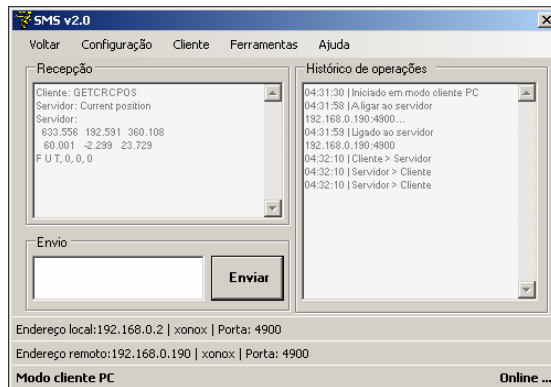 SMS v2.0
Voltar Configuração Cliente Ferramentas Ajuda
Recepção
Cliente: GETCRCPOS
Servidor: Current position
Servidor:
633.556 192.591 360.108
60.001 -2.299 23.729
F U T, 0, 0, 0
Histórico de operações
04:31:30 | Iniciado em modo cliente PC
04:31:58 | A ligar ao servidor
192.168.0.190:4900...
04:31:59 | Ligado ao servidor
192.168.0.190:4900
04:32:10 | Cliente > Servidor
04:32:10 | Servidor > Cliente
04:32:10 | Servidor > Cliente
Envio
Enviar
Endereço local:192.168.0.2 | xonox | Porta: 4900
Endereço remoto:192.168.0.190 | xonox | Porta: 4900
Modo cliente PC Online ...